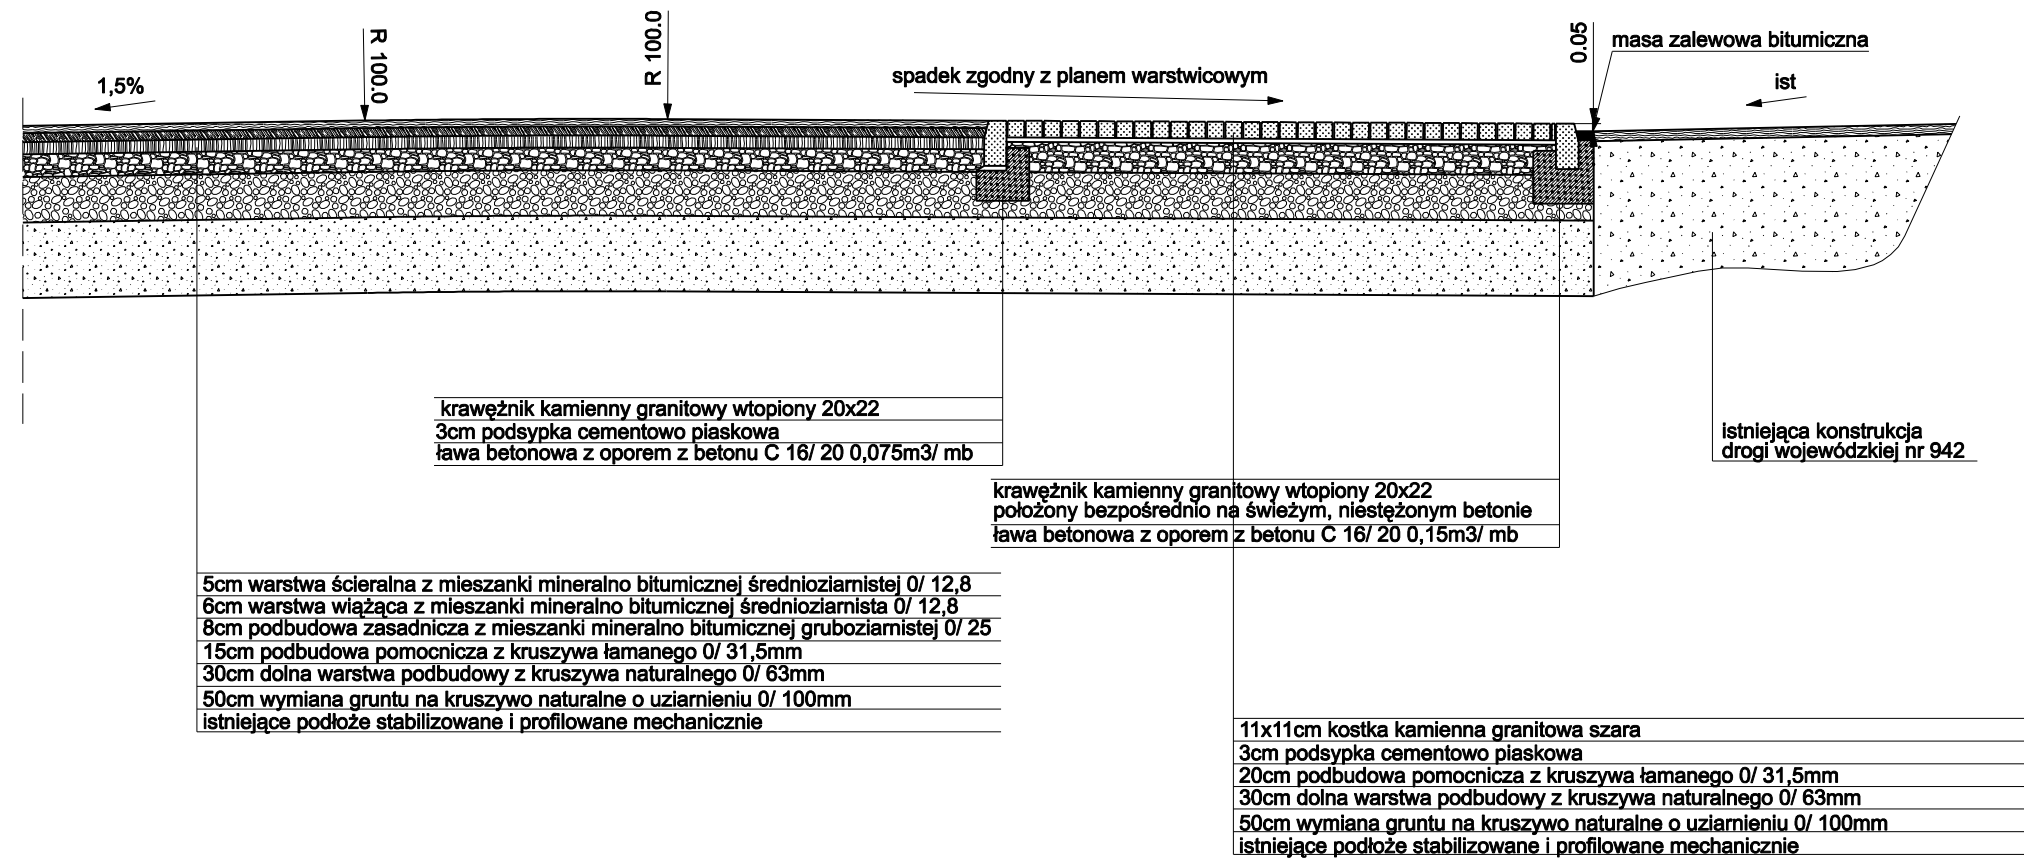 1,5%
R 100.0
R 100.0
spadek zgodny z planem warstwicowym
0.05
masa zalewowa bitumiczna
ist
krawężnik kamienny granitowy wtopiony 20x22
3cm podsypka cementowo piaskowa
ława betonowa z oporem z betonu C 16/ 20 0,075m3/ mb
istniejąca konstrukcja
drogi wojewódzkiej nr 942
krawężnik kamienny granitowy wtopiony 20x22
położony bezpośrednio na świeżym, niestężonym betonie
ława betonowa z oporem z betonu C 16/ 20 0,15m3/ mb
5cm warstwa ścieralna z mieszanki mineralno bitumicznej średnioziarnistej 0/ 12,8
6cm warstwa wiążąca z mieszanki mineralno bitumicznej średnioziarnista 0/ 12,8
8cm podbudowa zasadnicza z mieszanki mineralno bitumicznej gruboziarnistej 0/ 25
15cm podbudowa pomocnicza z kruszywa łamanego 0/ 31,5mm
30cm dolna warstwa podbudowy z kruszywa naturalnego 0/ 63mm
50cm wymiana gruntu na kruszywo naturalne o uziarnieniu 0/ 100mm
istniejące podłoże stabilizowane i profilowane mechanicznie
11x11cm kostka kamienna granitowa szara
3cm podsypka cementowo piaskowa
20cm podbudowa pomocnicza z kruszywa łamanego 0/ 31,5mm
30cm dolna warstwa podbudowy z kruszywa naturalnego 0/ 63mm
50cm wymiana gruntu na kruszywo naturalne o uziarnieniu 0/ 100mm
istniejące podłoże stabilizowane i profilowane mechanicznie